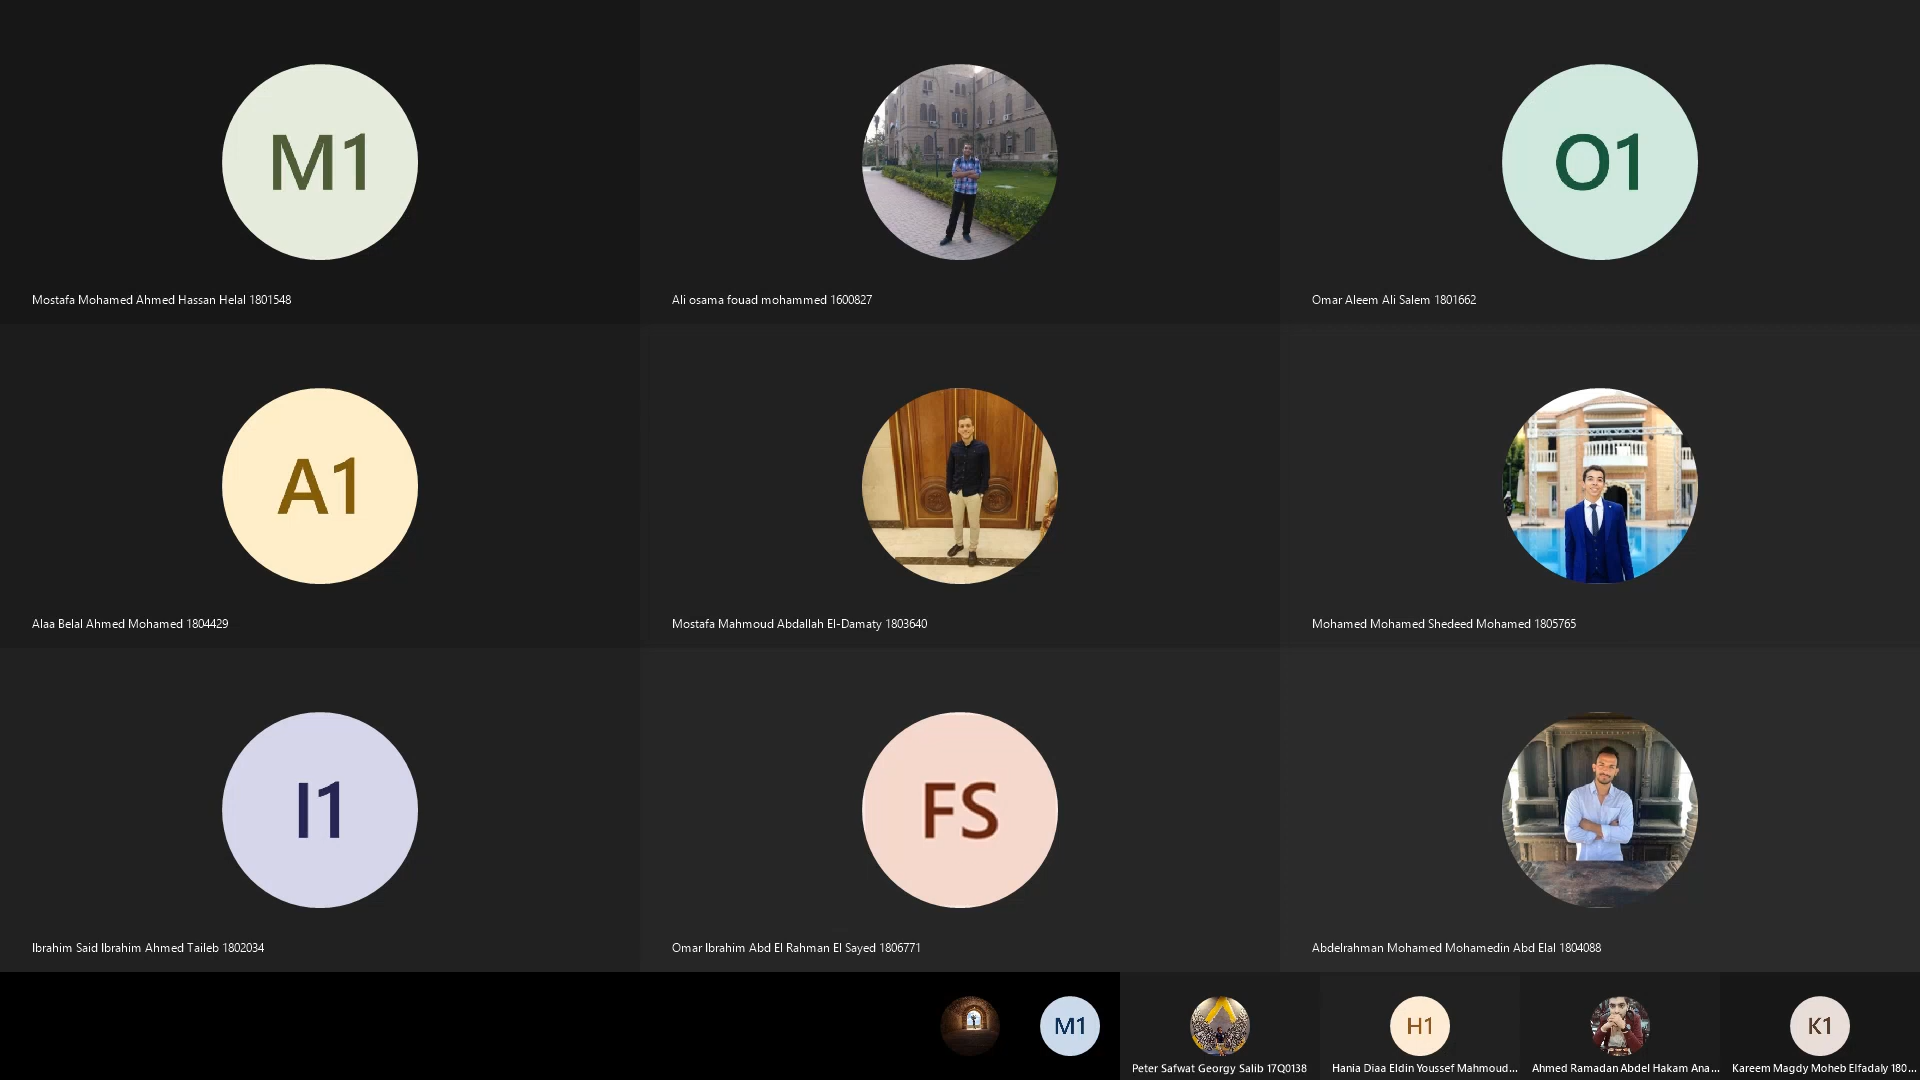 M1
O1
Mostafa Mohamed Ahmed Hassan Helal 1801548
Ali osama fouad mohammed 1600827
Omar Aleem Ali Salem 1801662
A1
Alaa Belal Ahmed Mohamed 1804429
Mostafa Mahmoud Abdallah El-Damaty 1803640
Mohamed Mohamed Shedeed Mohamed 1805765
I1
FS
Ibrahim Said Ibrahim Ahmed Taileb 1802034
Omar Ibrahim Abd El Rahman El Sayed 1806771
Abdelrahman Mohamed Mohamedin Abd Elal 1804088
M1
H1
K1
Peter Safwat Georgy Salib 17Q0138
Hania Diaa Eldin Youssef Mahmoud...
Ahmed Ramadan Abdel Hakam Ana...
Kareem Magdy Moheb Elfadaly 180...